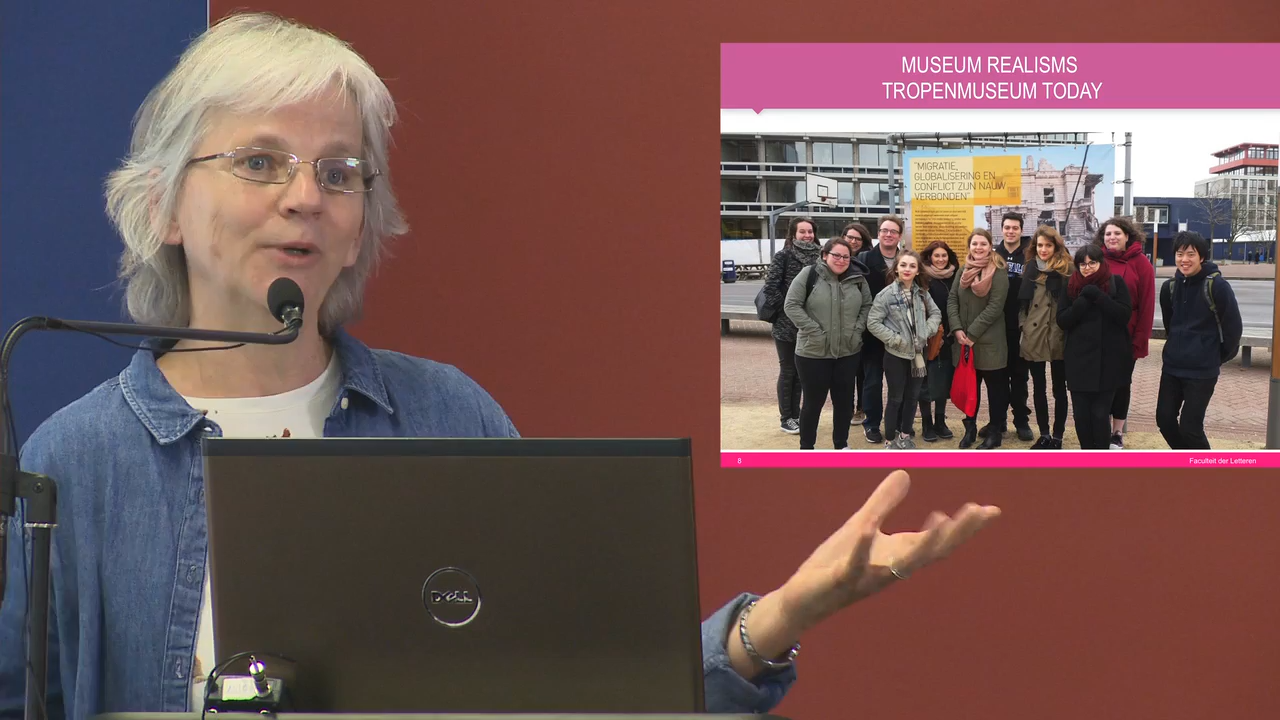 MUSEUM REALISMS
TROPENMUSEUM TODAY
"MIGRATIE,
GLOBALISERING EN
CONFLICT ZIJN NAUW
VERBONDEN"
8
Faculteit der Letteren
DELL